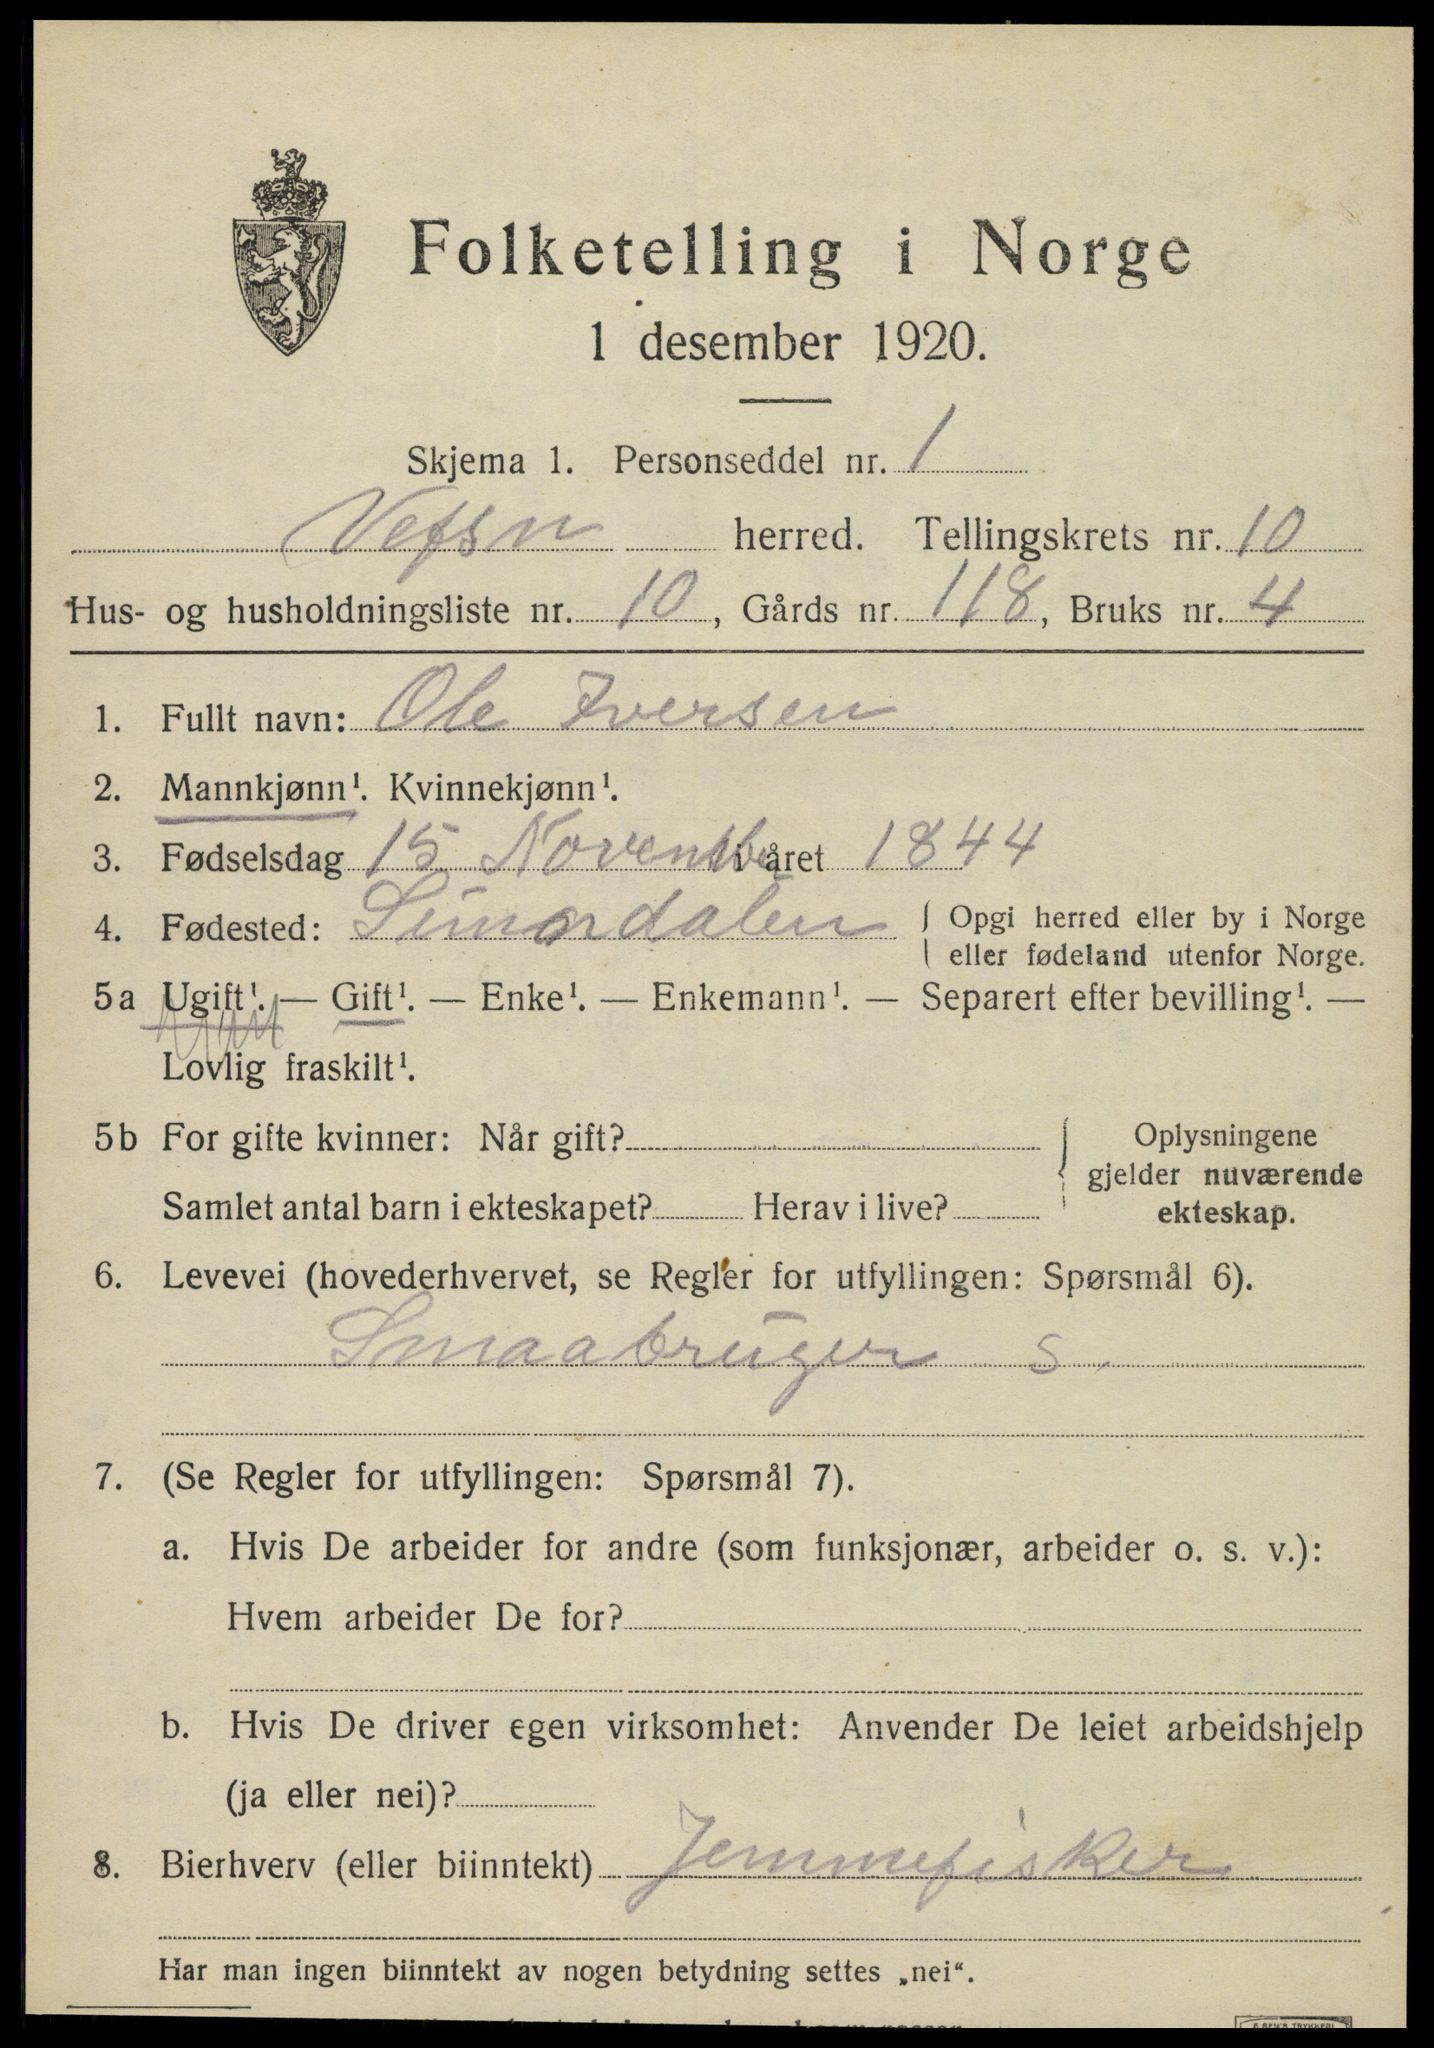 Folketelling i Norge
1 desember 1920.
Skjema 1. Personseddel nr. 1
Vefsn herred. Tellingskrets nr. 10
Hus- og husholdningsliste nr. 10, Gårds nr. 118, Bruks nr. 4
1. Fullt navn: Ole Iversen
2. Mannkjønn¹. Kvinnekjønn¹.
3. Fødselsdag 15 Novembe i året 1844
4. Fødested: { Opgi herred eller by i Norge
eller fødeland utenfor Norge.
5a Ugift¹. — Gift¹. — Enke¹. — Enkemann¹. — Separert efter bevilling¹. —
Lovlig fraskilt¹.
5b For gifte kvinner: Når gift? { Oplysningene
gjelder nuværende
Samlet antal barn i ekteskapet? Herav i live? ekteskap.
6. Levevei (hovederhvervet, se Regler for utfyllingen: Spørsmål 6).
Smaabruger s.
7. (Se Regler for utfyllingen: Spørsmål 7).
a. Hvis De arbeider for andre (som funksjonær, arbeider o. s. v.):
Hvem arbeider De for?
b. Hvis De driver egen virksomhet: Anvender De leiet arbeidshjelp
(ja eller nei)?
8. Bierhverv (eller biinntekt) Jemmefisker
Har man ingen biinntekt av nogen betydning settes „nei“.